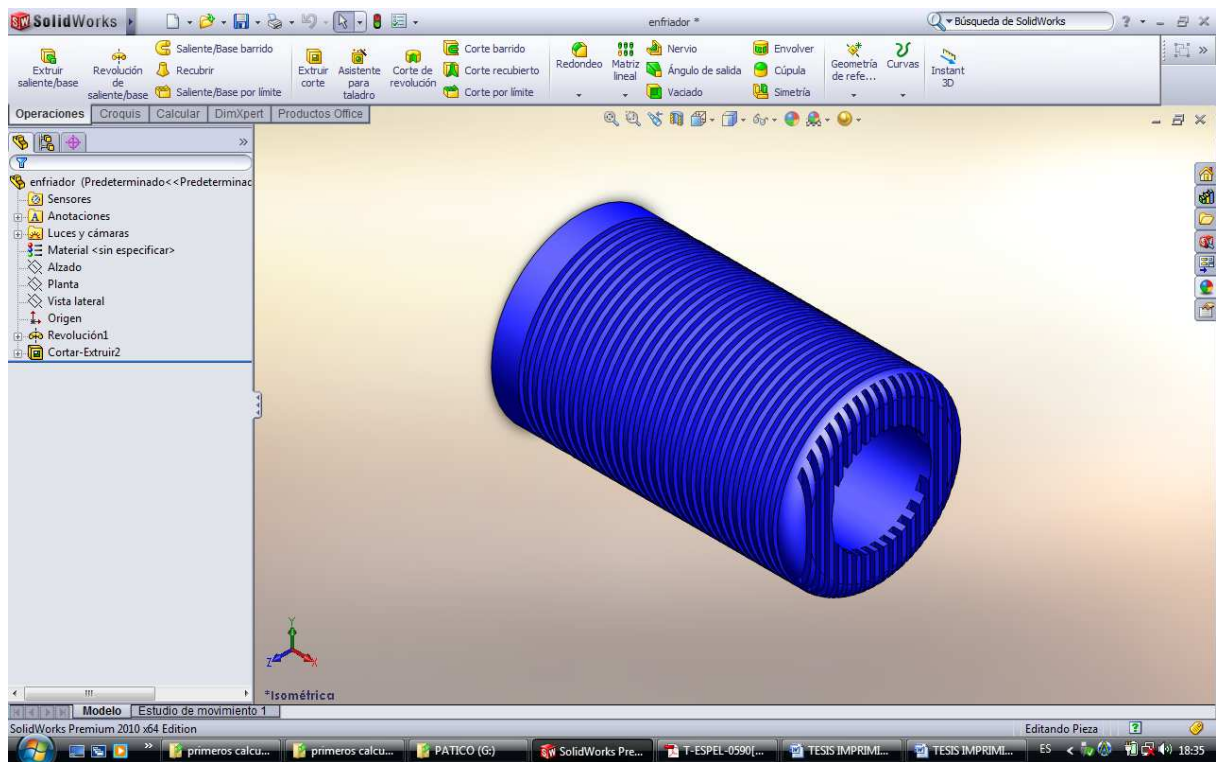 SolidWorks
enfriador *
Búsqueda de SolidWorks
Extruir saliente/base
Revolución de saliente/base
Saliente/Base barrido
Recubrir
Saliente/Base por límite
Extruir corte
Asistente para taladro
Corte de revolución
Corte barrido
Corte recubierto
Corte por límite
Redondeo
Matriz lineal
Nervio
Ángulo de salida
Vaciado
Envolver
Cúpula
Simetría
Geometría de refe...
Curvas
Instant 3D
Operaciones Croquis Calcular DimXpert Productos Office
enfriador (Predeterminado<<Predeterminac
Sensores
Anotaciones
Luces y cámaras
Material <sin especificar>
Alzado
Planta
Vista lateral
Origen
Revolución1
Cortar-Extruir2
Y
Z
X
*Isométrica
Modelo Estudio de movimiento 1
SolidWorks Premium 2010 x64 Edition
Editando Pieza
primeros calcu... primeros calcu... PATICO (G:) SolidWorks Pre... T-ESPEL-0590[... TESIS IMPRIMI... TESIS IMPRIMI... ES 18:35